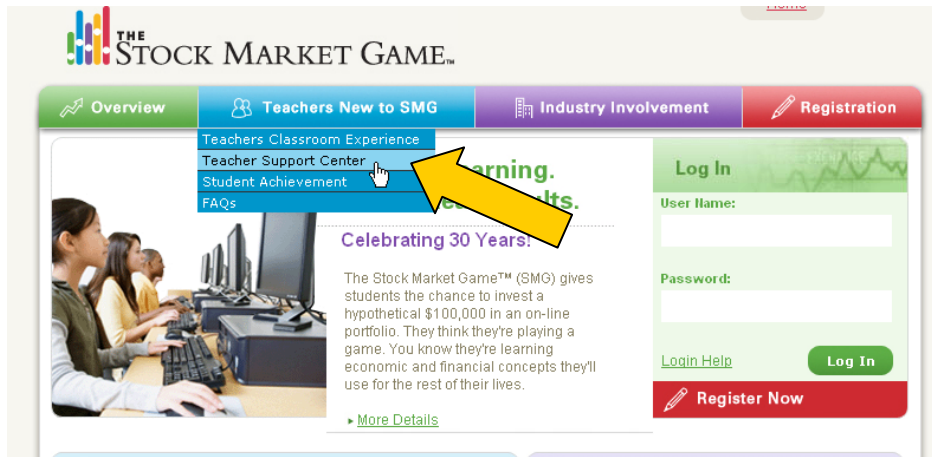 Home
THE
STOCK MARKET GAME™
Overview
Teachers New to SMG
Industry Involvement
Registration
Teachers Classroom Experience
Teacher Support Center
Student Achievement
FAQs
Log In
User Name:
Celebrating 30 Years!
The Stock Market Game™ (SMG) gives
students the chance to invest a
hypothetical $100,000 in an on-line
portfolio. They think they're playing a
game. You know they're learning
economic and financial concepts they'll
use for the rest of their lives.
More Details
Password:
Login Help
Log In
Register Now